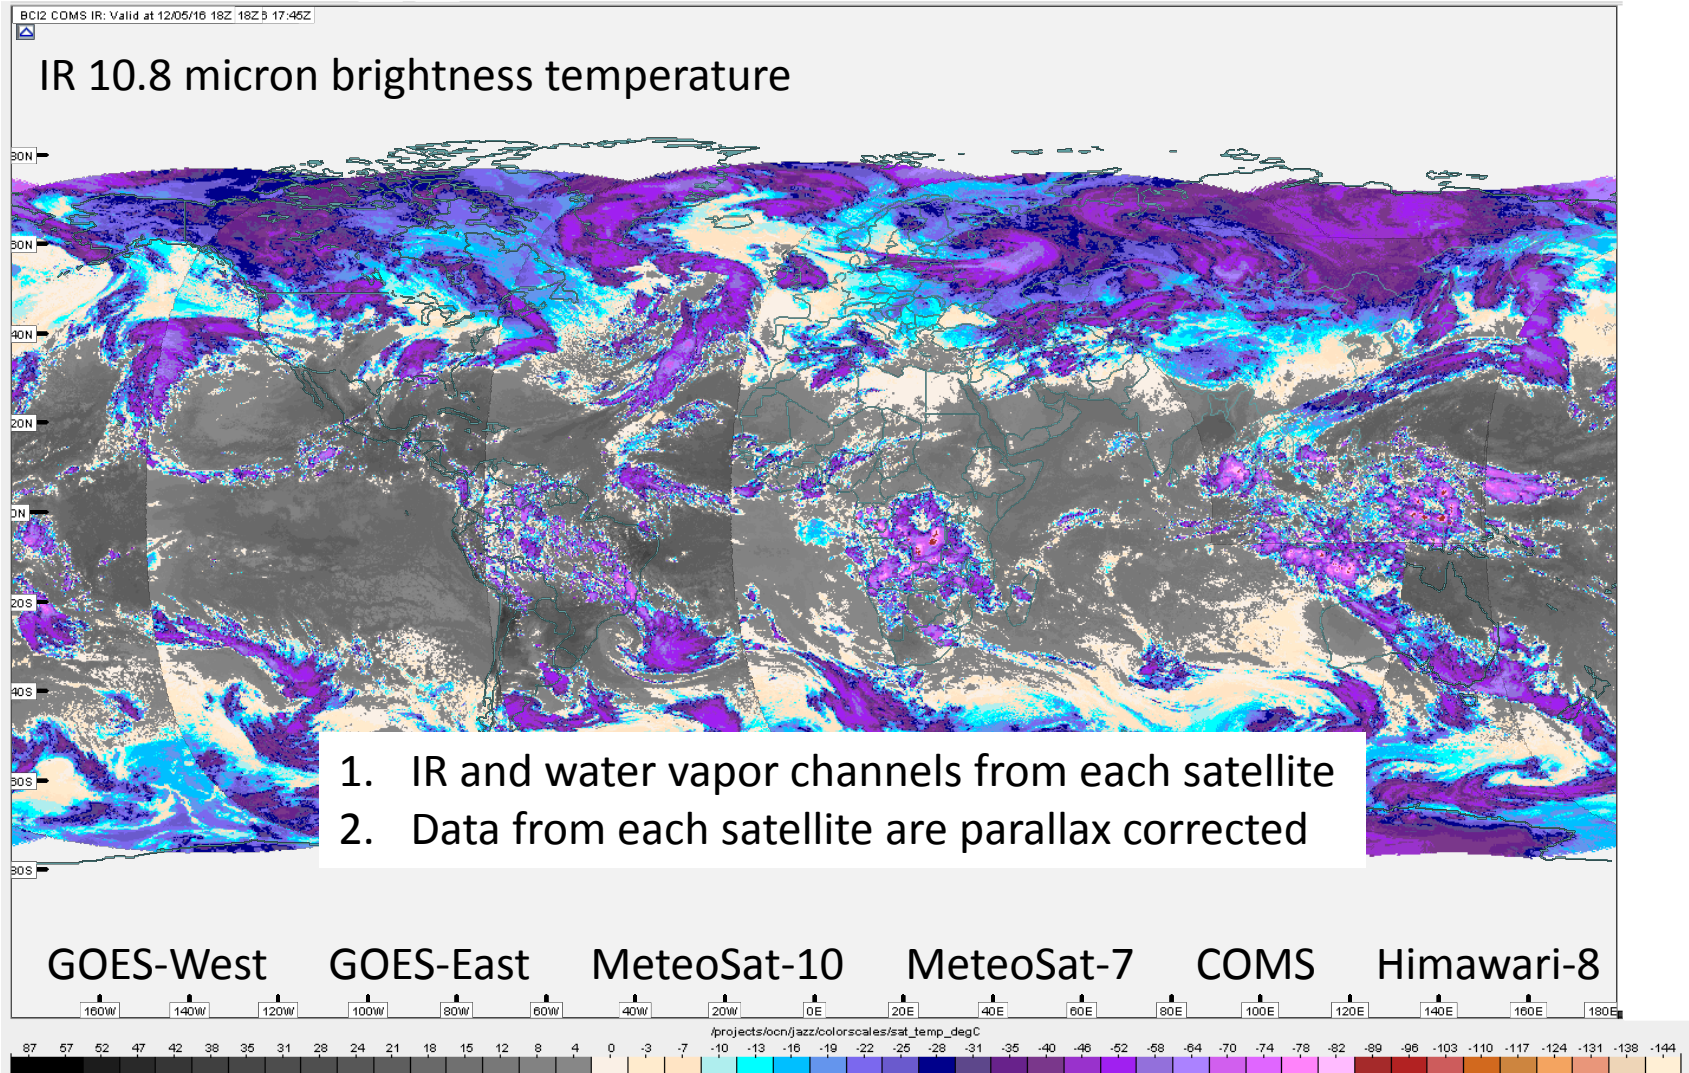 BCI2 COMS IR: Valid at 12/05/16 18Z 18Z 17:45Z
IR 10.8 micron brightness temperature
60N
40N
20N
0N
20S
40S
1. IR and water vapor channels from each satellite
2. Data from each satellite are parallax corrected
GOES-West GOES-East MeteoSat-10 MeteoSat-7 COMS Himawari-8
160W 140W 120W 100W 80W 60W 40W 20W 0E 20E 40E 60E 80E 100E 120E 140E 160E 180E
/projects/ocn/jazz/colorscales/sat_temp_degC
87 57 52 47 42 38 35 31 28 24 21 18 15 12 8 4 0 -3 -7 -10 -13 -16 -19 -22 -25 -28 -31 -35 -40 -46 -52 -58 -64 -70 -74 -78 -82 -89 -96 -103 -110 -117 -124 -131 -138 -144